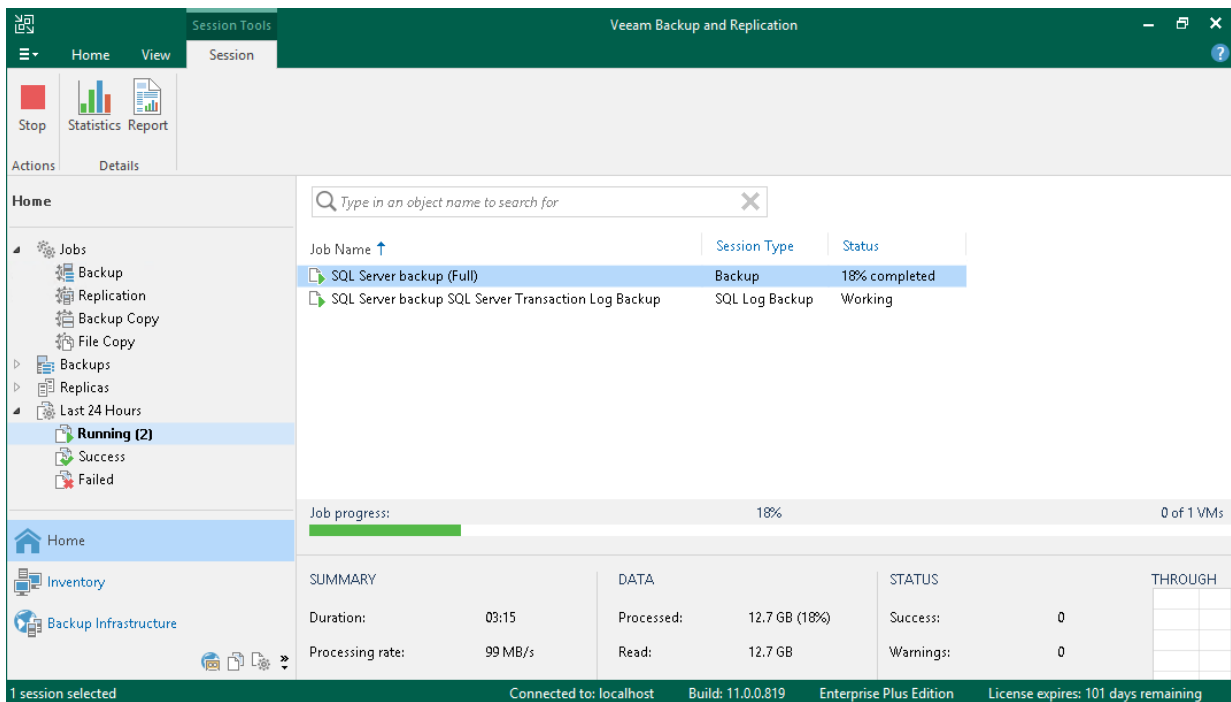 Session Tools
Veeam Backup and Replication
Home View Session
Stop Statistics Report
Actions Details
Home
Type in an object name to search for
Jobs
Backup
Replication
Backup Copy
File Copy
Backups
Replicas
Last 24 Hours
Running (2)
Success
Failed
Home
Inventory
Backup Infrastructure
Job Name Session Type Status
SQL Server backup (Full) Backup 18% completed
SQL Server backup SQL Server Transaction Log Backup SQL Log Backup Working
Job progress: 18% 0 of 1 VMs
SUMMARY DATA STATUS THROUGH
Duration: 03:15 Processed: 12.7 GB (18%) Success: 0
Processing rate: 99 MB/s Read: 12.7 GB Warnings: 0
1 session selected Connected to: localhost Build: 11.0.0.819 Enterprise Plus Edition License expires: 101 days remaining